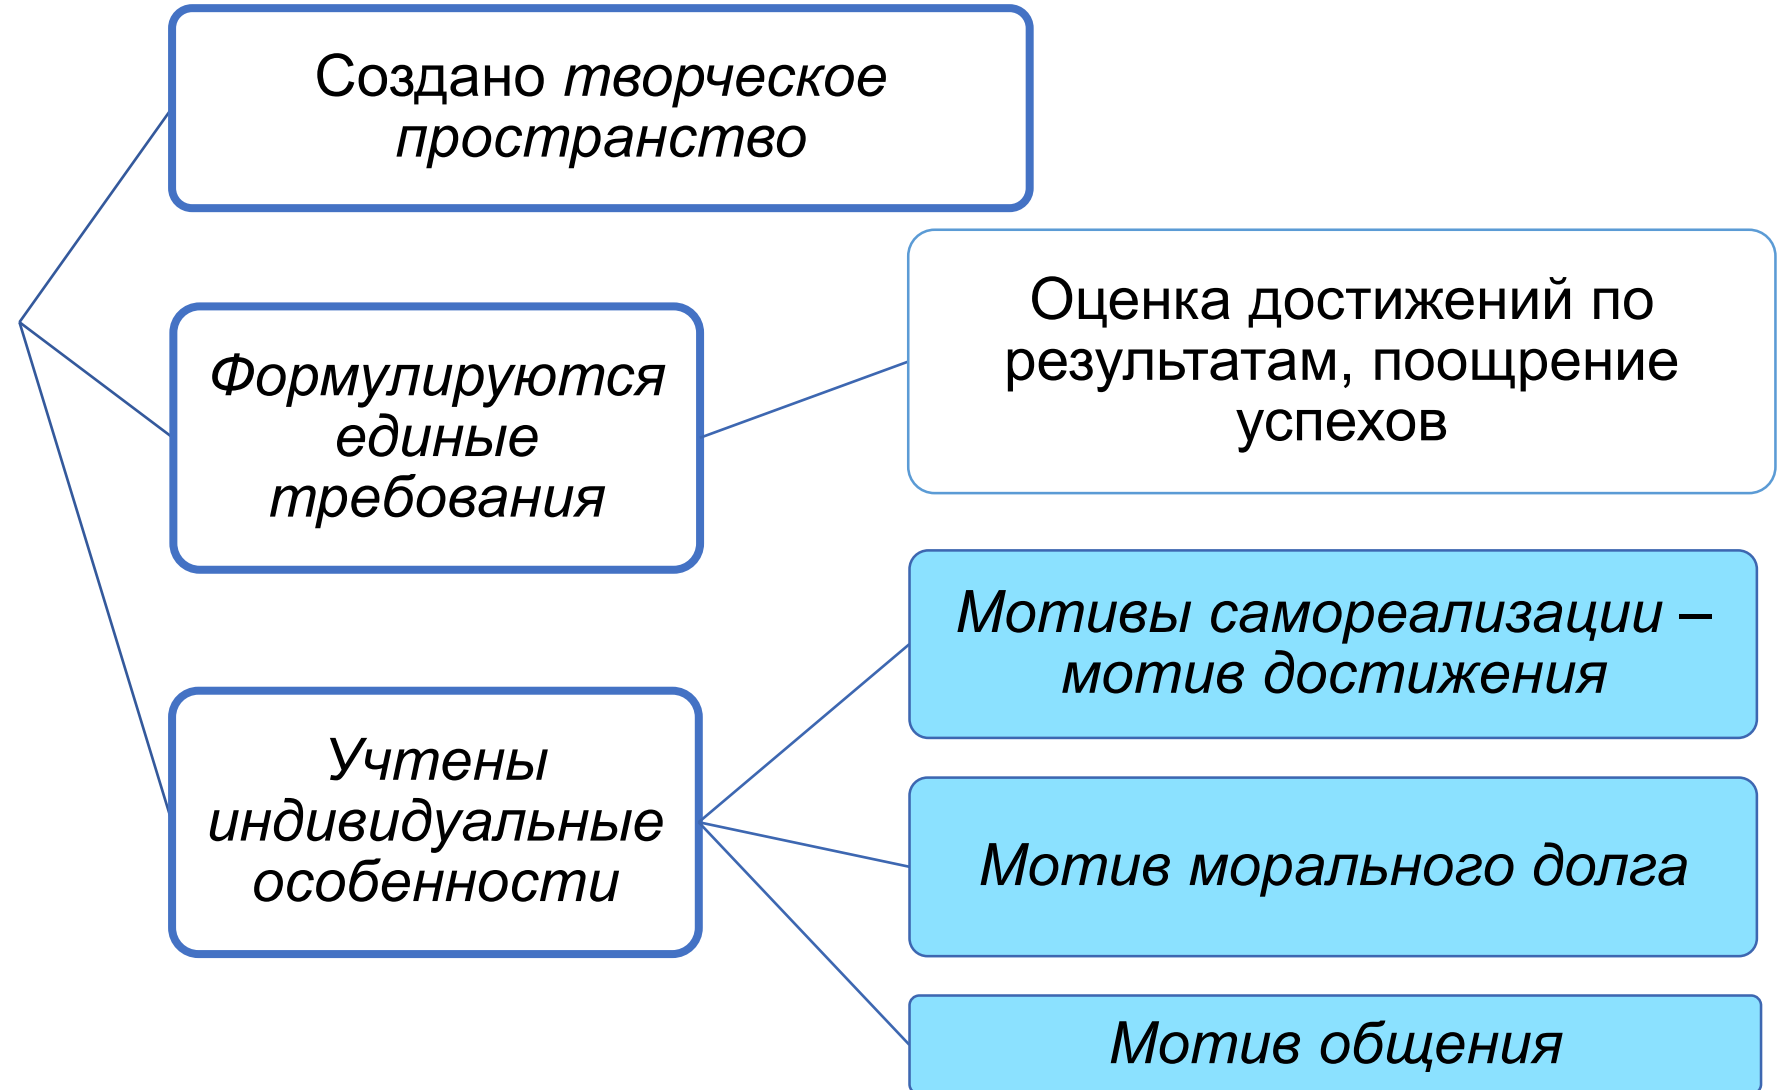 Создано творческое
пространство
Формулируются
единые
требования
Оценка достижений по
результатам, поощрение
успехов
Учтены
индивидуальные
особенности
Мотивы самореализации –
мотив достижения
Мотив морального долга
Мотив общения